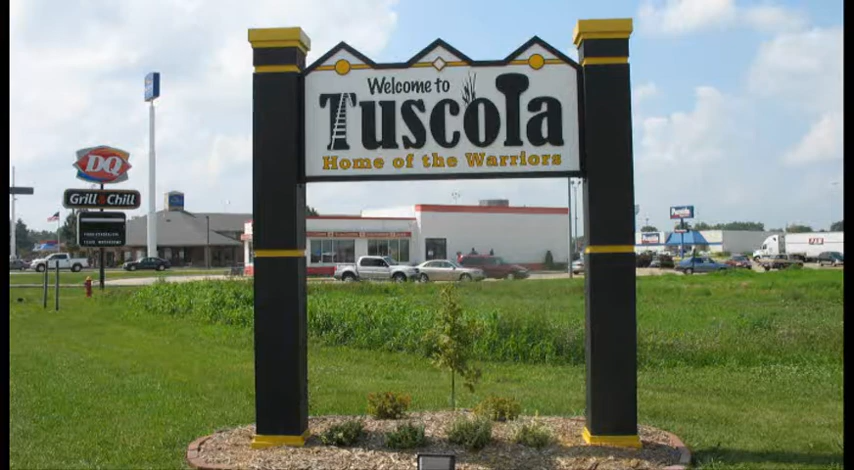 Welcome to
Tuscola
Home of the Warriors
DQ
Grill & Chill